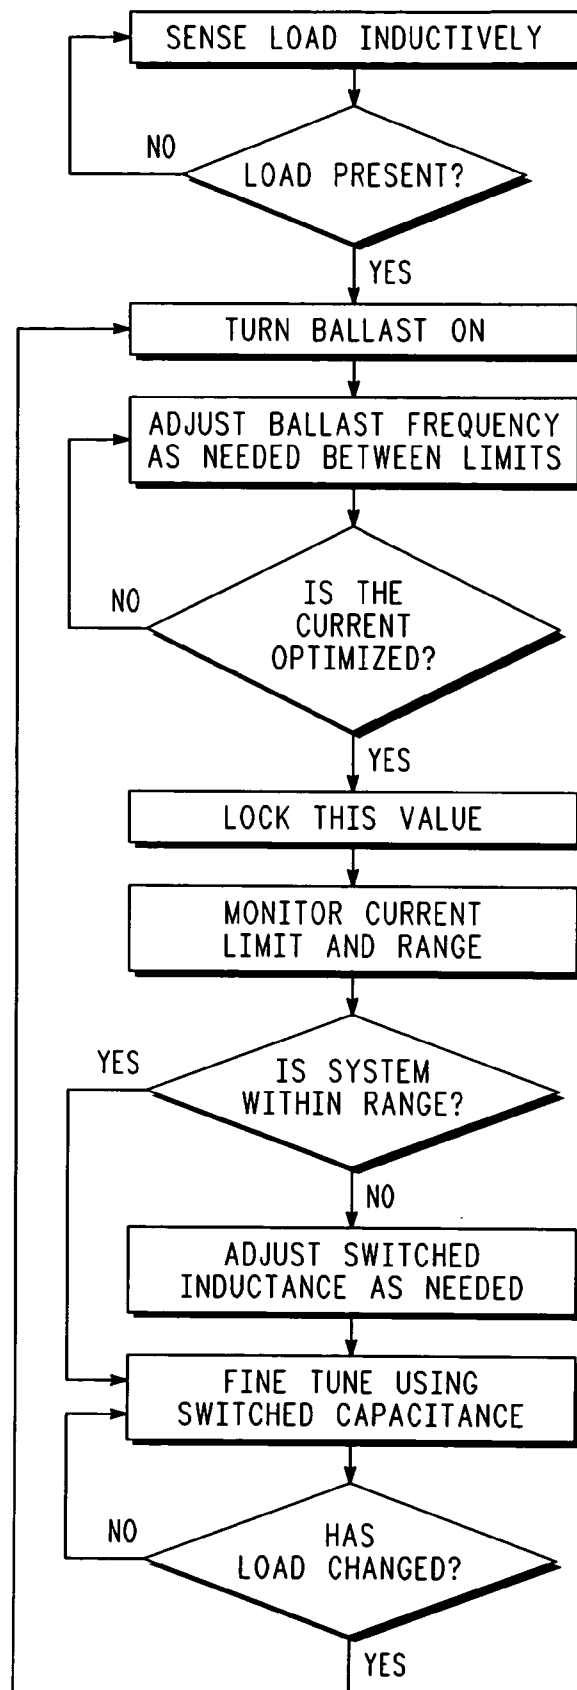 SENSE LOAD INDUCTIVELY
NO
LOAD PRESENT?
YES
TURN BALLAST ON
ADJUST BALLAST FREQUENCY
AS NEEDED BETWEEN LIMITS
NO
IS THE
CURRENT
OPTIMIZED?
YES
LOCK THIS VALUE
MONITOR CURRENT
LIMIT AND RANGE
YES
IS SYSTEM
WITHIN RANGE?
NO
ADJUST SWITCHED
INDUCTANCE AS NEEDED
FINE TUNE USING
SWITCHED CAPACITANCE
NO
HAS
LOAD CHANGED?
YES